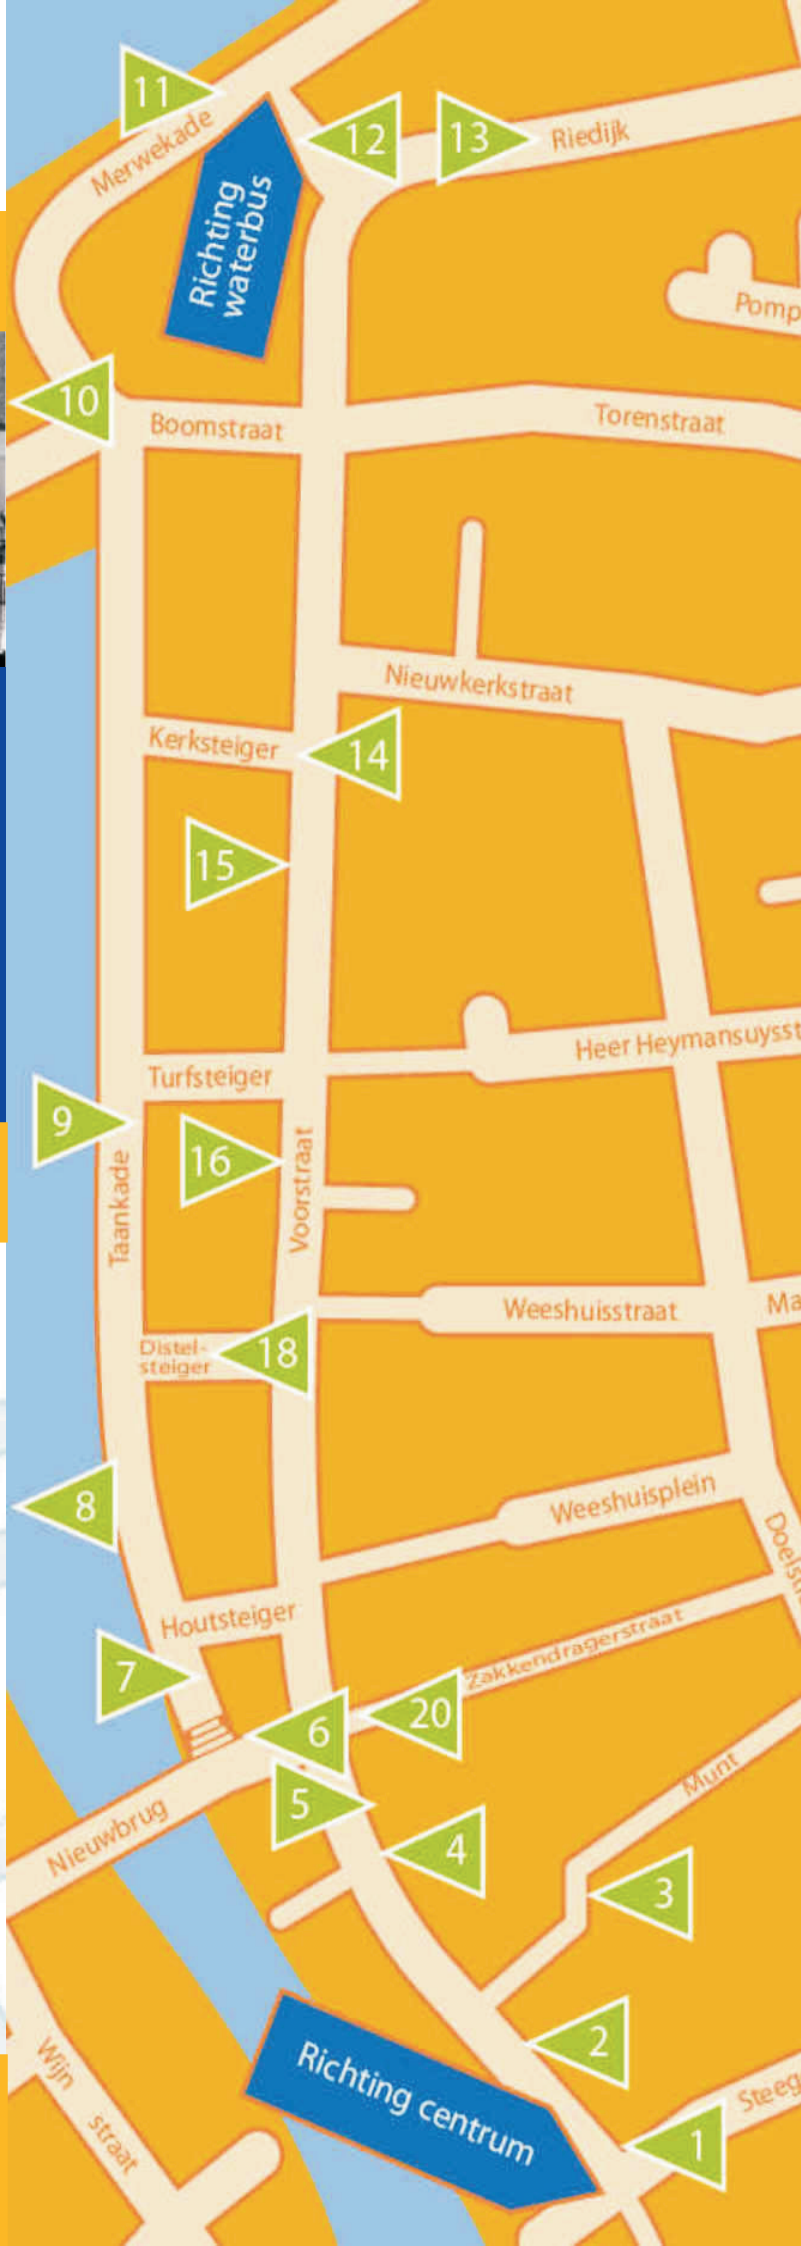 11
Merwekade
12
13
Riedijk
Richting
waterbus
Pomp
10
Boomstraat
Torenstraat
Nieuwkerkstraat
Kerksteiger
14
15
Heer Heymansuysst
Turfsteiger
9
16
Taankade
Voorstraat
Weeshuisstraat
Ma
Distel-
steiger
18
8
Weeshuisplein
Doelst
Houtsteiger
Zakkendragerstraat
7
20
6
5
Munt
Nieuwbrug
4
3
2
Wijn
straat
Richting centrum
Steeg
1